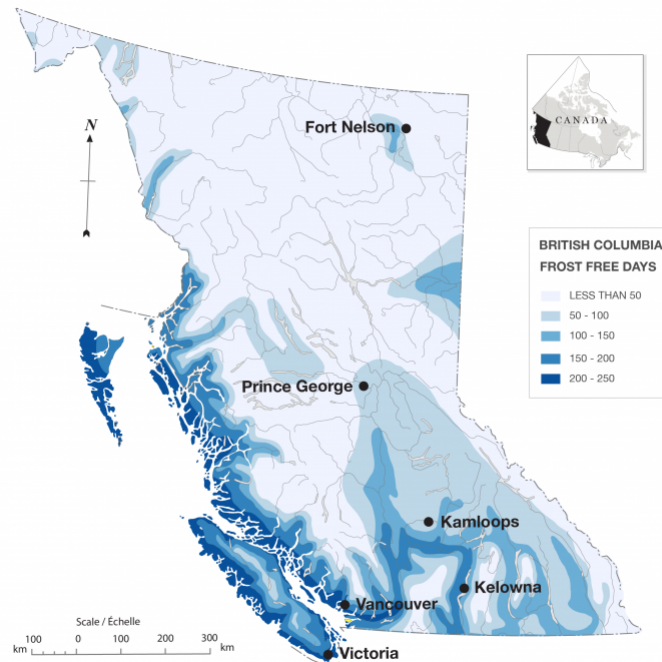 N
Fort Nelson
CANADA
BRITISH COLUMBIA
FROST FREE DAYS
LESS THAN 50
50 - 100
100 - 150
150 - 200
200 - 250
Prince George
Kamloops
Kelowna
Vancouver
Victoria
Scale / Échelle
100 0 100 200 300
km km